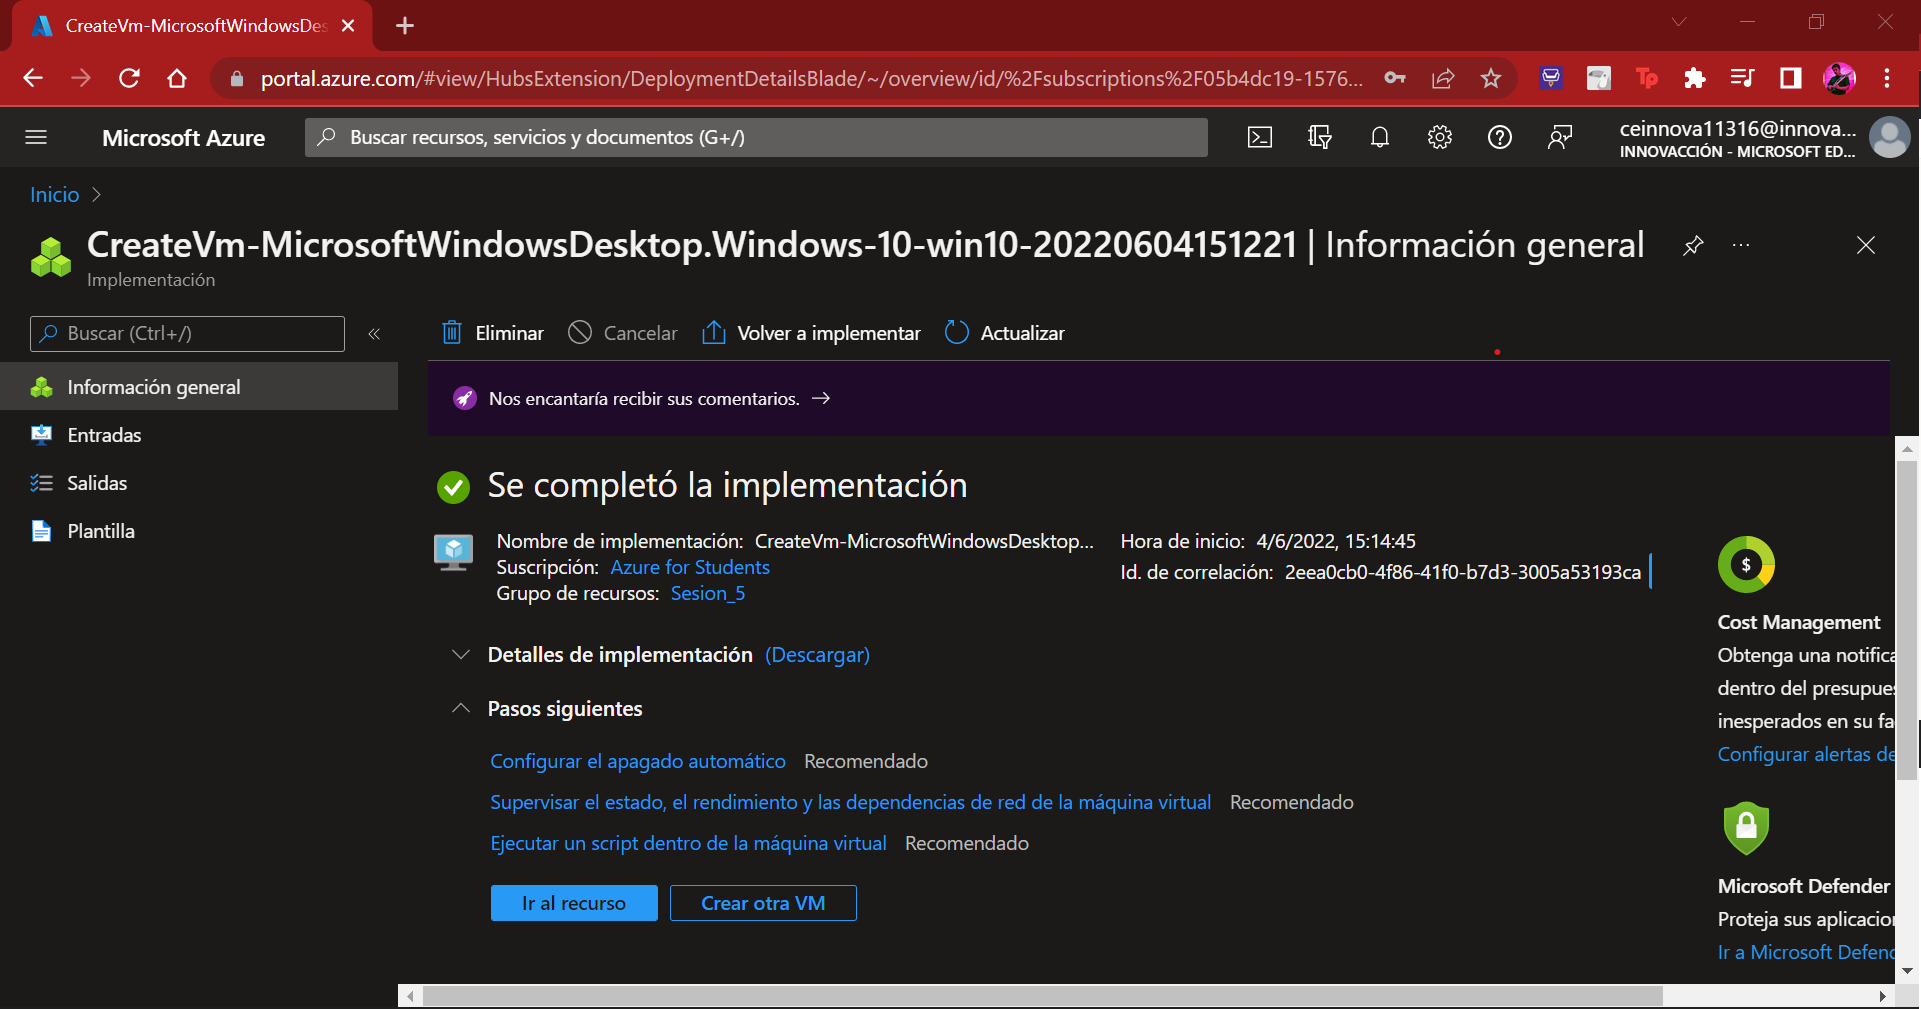 CreateVm-MicrosoftWindowsDes
portal.azure.com/#view/HubsExtension/DeploymentDetailsBlade/~/overview/id/%2Fsubscriptions%2F05b4dc19-1576...
Tp
Microsoft Azure
Buscar recursos, servicios y documentos (G+/)
ceinnova11316@innova...
INNOVACCIÓN - MICROSOFT ED...
Inicio
CreateVm-MicrosoftWindowsDesktop.Windows-10-win10-20220604151221 | Información general
Implementación
Buscar (Ctrl+/)
Eliminar
Cancelar
Volver a implementar
Actualizar
Información general
Entradas
Salidas
Plantilla
Nos encantaría recibir sus comentarios. →
Se completó la implementación
Nombre de implementación: CreateVm-MicrosoftWindowsDesktop...
Suscripción: Azure for Students
Grupo de recursos: Sesion_5
Hora de inicio: 4/6/2022, 15:14:45
Id. de correlación: 2eea0cb0-4f86-41f0-b7d3-3005a53193ca
Detalles de implementación (Descargar)
Pasos siguientes
Configurar el apagado automático Recomendado
Supervisar el estado, el rendimiento y las dependencias de red de la máquina virtual Recomendado
Ejecutar un script dentro de la máquina virtual Recomendado
Ir al recurso
Crear otra VM
$
Cost Management
Obtenga una notifica
dentro del presupues
inesperados en su fa
Configurar alertas de
Microsoft Defender
Proteja sus aplicacion
Ir a Microsoft Defend